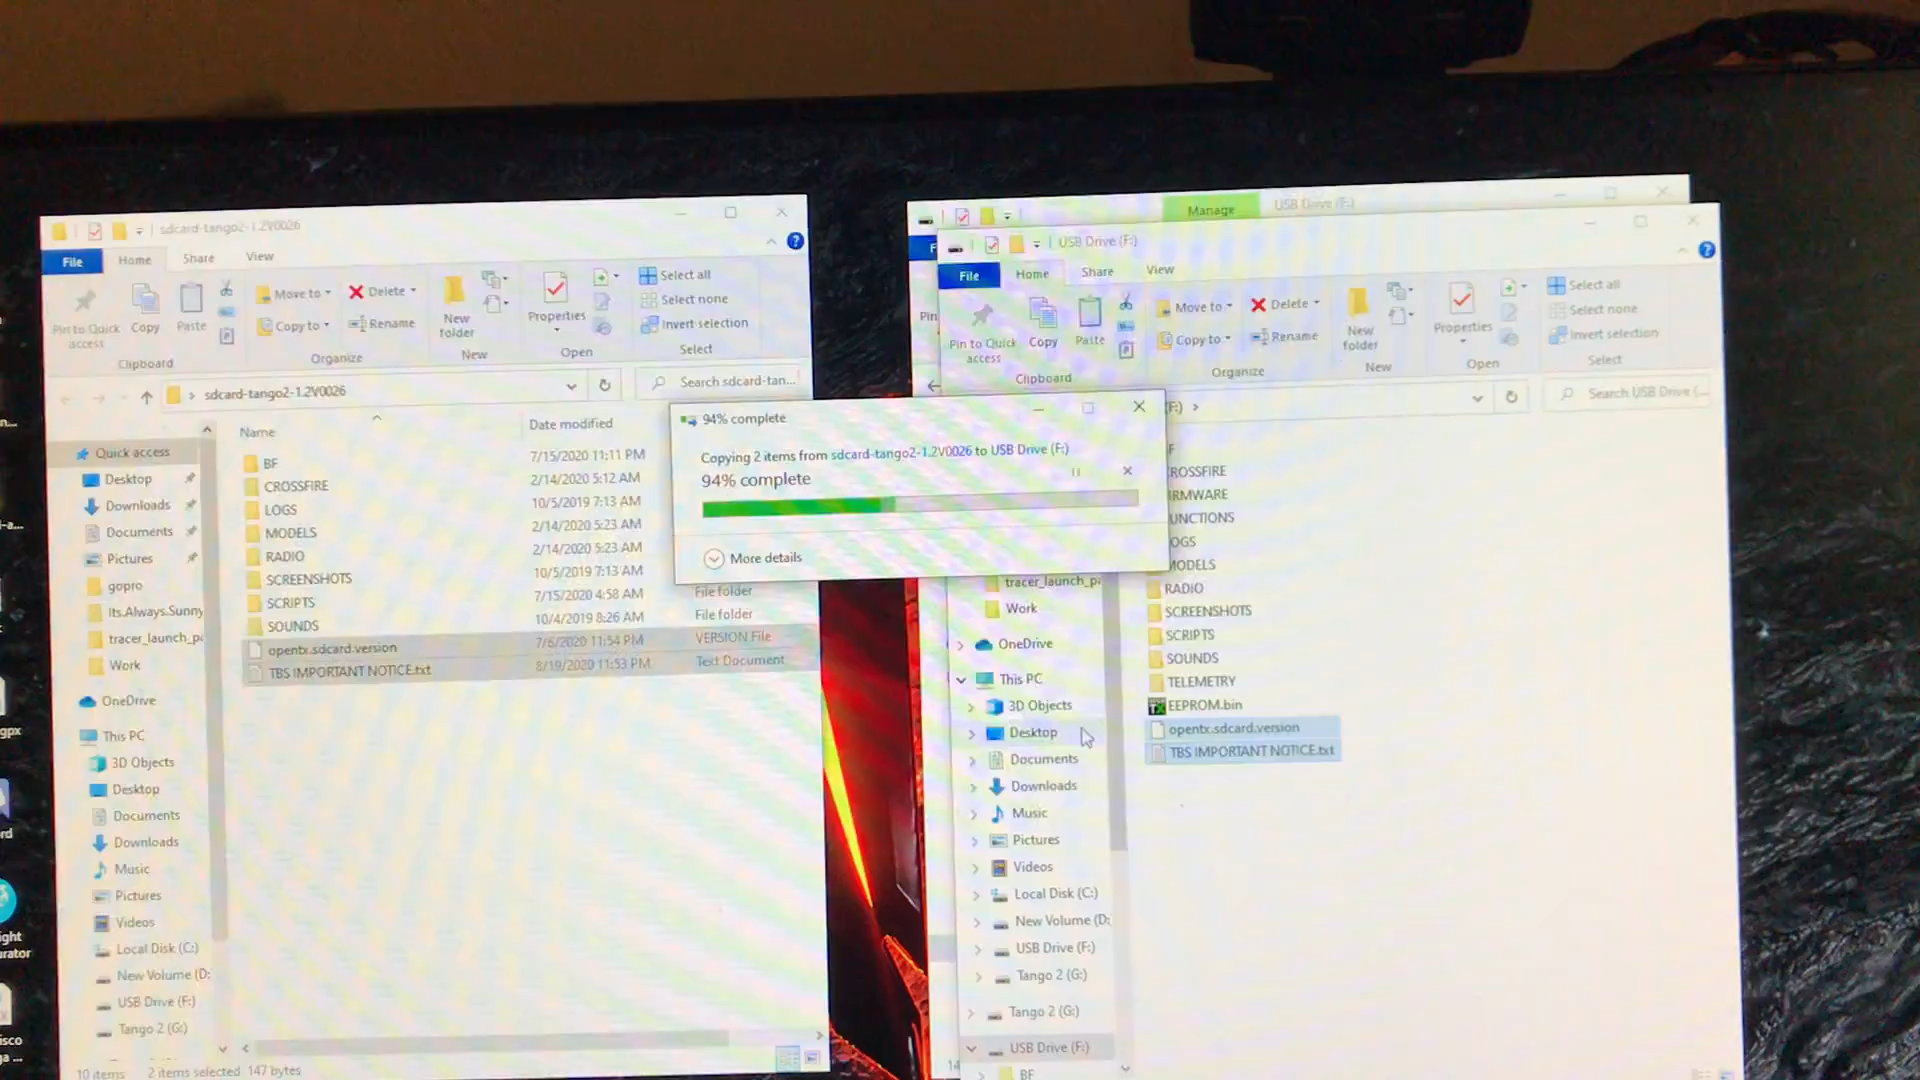 sdcard-tango2-1.2V0026
File
Home
Share
View
Pin to Quick access
Copy
Paste
Move to
Copy to
Delete
Rename
New folder
Properties
Select all
Select none
Invert selection
Clipboard
Organize
New
Open
Select
sdcard-tango2-1.2V0026
Search sdcard-tan...
Quick access
Desktop
Downloads
Documents
Pictures
gopro
Its.Always.Sunny
tracer_launch_pa
Work
OneDrive
This PC
3D Objects
Desktop
Documents
Downloads
Music
Pictures
Videos
Local Disk (C:)
New Volume (D:
USB Drive (F:)
Tango 2 (G:)
Name
Date modified
BF 7/15/2020 11:11 PM
CROSSFIRE 2/14/2020 5:12 AM
LOGS 10/5/2019 7:13 AM
MODELS 2/14/2020 5:23 AM
RADIO 2/14/2020 5:23 AM
SCREENSHOTS 10/5/2019 7:13 AM
SCRIPTS 7/15/2020 4:58 AM File folder
SOUNDS 10/4/2019 8:26 AM File folder
opentx.sdcard.version 7/6/2020 11:54 PM VERSION File
TBS IMPORTANT NOTICE.txt 8/19/2020 11:53 PM Text Document
10 items 2 items selected 147 bytes
94% complete
Copying 2 items from sdcard-tango2-1.2V0026 to USB Drive (F:)
94% complete
More details
Manage
USB Drive (F:)
F
Pin
USB Drive (F:)
File
Home
Share
View
Pin to Quick access
Copy
Paste
Move to
Copy to
Delete
Rename
New folder
Properties
Select all
Select none
Invert selection
Clipboard
Organize
New
Open
Select
(F:)
Search USB Drive (...
tracer_launch_pa
Work
OneDrive
This PC
3D Objects
Desktop
Documents
Downloads
Music
Pictures
Videos
Local Disk (C:)
New Volume (D:
USB Drive (F:)
Tango 2 (G:)
Tango 2 (G:)
USB Drive (F:)
BF
F
ROSSFIRE
IRMWARE
UNCTIONS
OGS
MODELS
RADIO
SCREENSHOTS
SCRIPTS
SOUNDS
TELEMETRY
EEPROM.bin
opentx.sdcard.version
TBS IMPORTANT NOTICE.txt
14